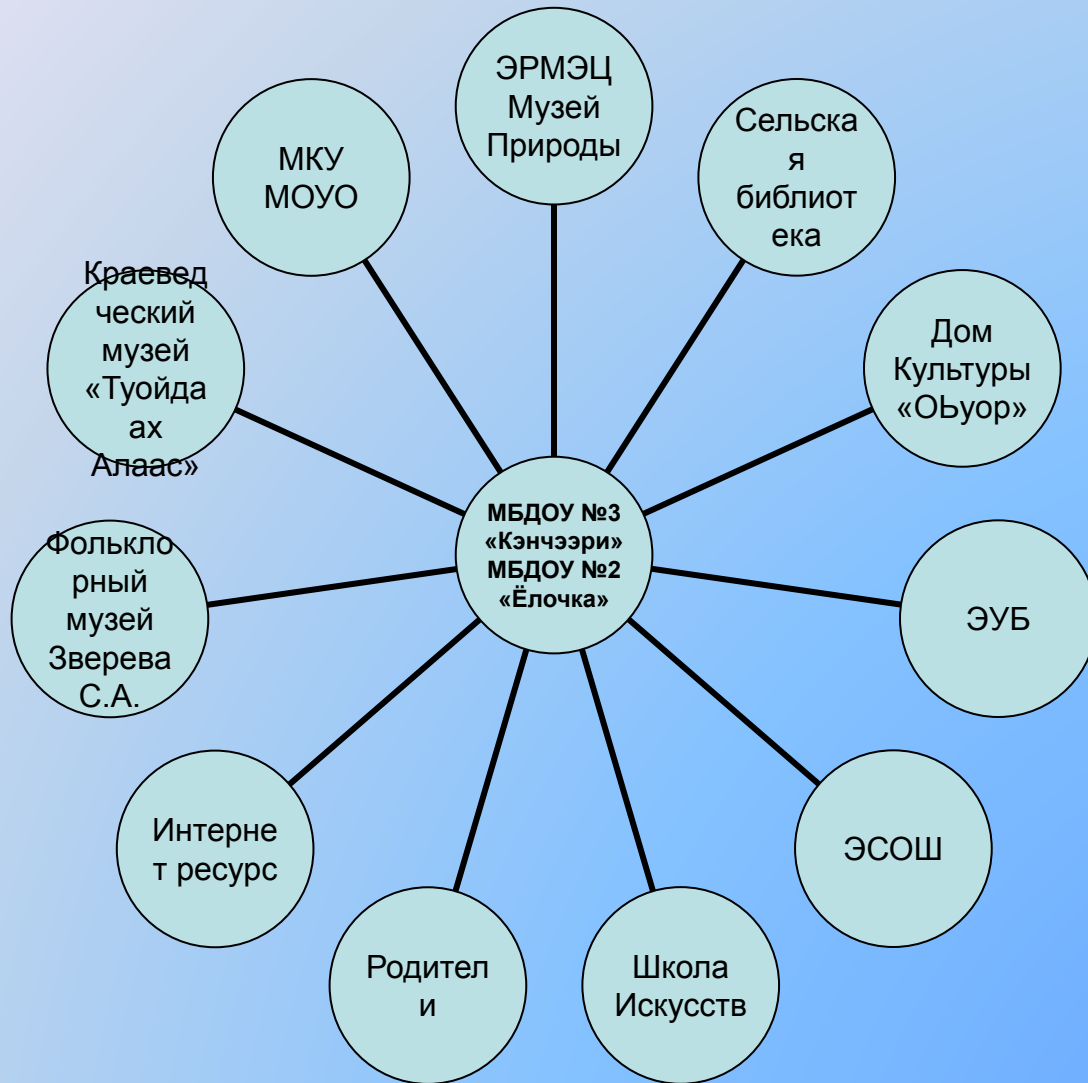 ЭРМЭЦ
Музей
Природы
Сельска
я
библиот
ека
Дом
Культуры
«ОЬуор»
ЭУБ
ЭСОШ
Школа
Искусств
Родител
и
Интерне
т ресурс
Фолькло
рный
музей
Зверева
С.А.
Краевед
ческий
музей
«Туойда
ах
Алаас»
МКУ
МОУО
МБДОУ №3
«Кэнчээри»
МБДОУ №2
«Ёлочка»